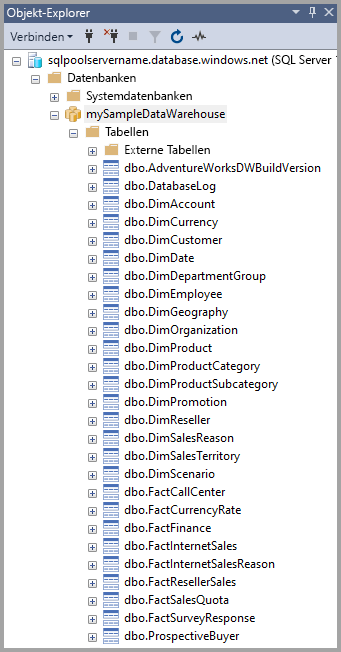 Objekt-Explorer
Verbinden
sqlpoolservername.database.windows.net (SQL Server
Datenbanken
Systemdatenbanken
mySampleDataWarehouse
Tabellen
Externe Tabellen
dbo.AdventureWorksDWBuildVersion
dbo.DatabaseLog
dbo.DimAccount
dbo.DimCurrency
dbo.DimCustomer
dbo.DimDate
dbo.DimDepartmentGroup
dbo.DimEmployee
dbo.DimGeography
dbo.DimOrganization
dbo.DimProduct
dbo.DimProductCategory
dbo.DimProductSubcategory
dbo.DimPromotion
dbo.DimReseller
dbo.DimSalesReason
dbo.DimSalesTerritory
dbo.DimScenario
dbo.FactCallCenter
dbo.FactCurrencyRate
dbo.FactFinance
dbo.FactInternetSales
dbo.FactInternetSalesReason
dbo.FactResellerSales
dbo.FactSalesQuota
dbo.FactSurveyResponse
dbo.ProspectiveBuyer